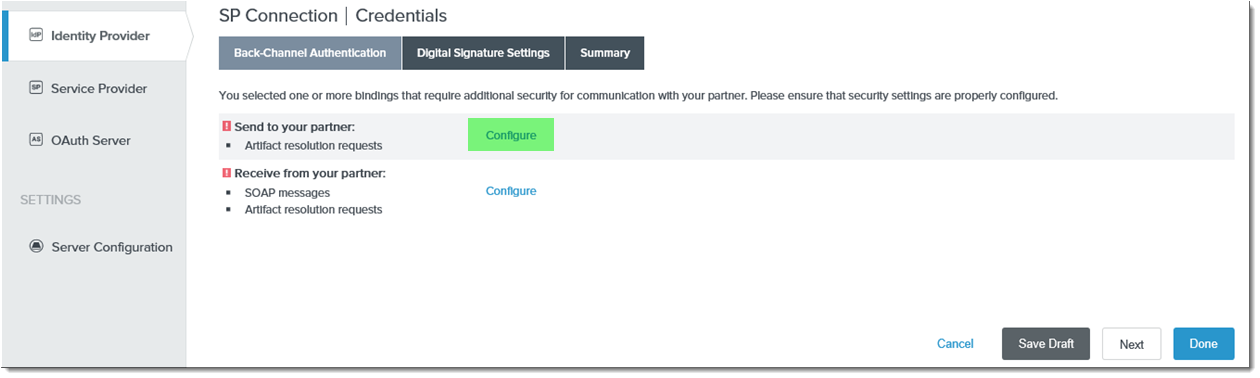 SP Connection | Credentials
IdP Identity Provider
Back-Channel Authentication Digital Signature Settings Summary
SP Service Provider
You selected one or more bindings that require additional security for communication with your partner. Please ensure that security settings are properly configured.
! Send to your partner:
Configure
AS OAuth Server
▪ Artifact resolution requests
! Receive from your partner:
▪ SOAP messages
Configure
SETTINGS
▪ Artifact resolution requests
Server Configuration
Cancel Save Draft Next Done